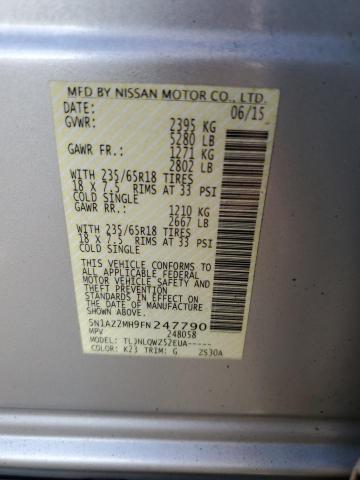 MFD BY NISSAN MOTOR CO., LTD.
DATE: 06/15
GVWR: 2395 KG
5280 LB
GAWR FR.: 1271 KG
2802 LB
WITH 235/65R18 TIRES
18 X 7.5 RIMS AT 33 PSI
COLD SINGLE
GAWR RR.: 1210 KG
2667 LB
WITH 235/65R18 TIRES
18 X 7.5 RIMS AT 33 PSI
COLD SINGLE
THIS VEHICLE CONFORMS TO ALL
APPLICABLE FEDERAL
MOTOR VEHICLE SAFETY, BUMPER,
AND THEFT PREVENTION
STANDARDS IN EFFECT ON THE
DATE OF MANUFACTURE
SHOWN ABOVE.
5N1AZ2MH9FN247790
MPV 248058
TLJNLQWZ52EUA-----
COLOR: K23 TRIM: G ZS30A